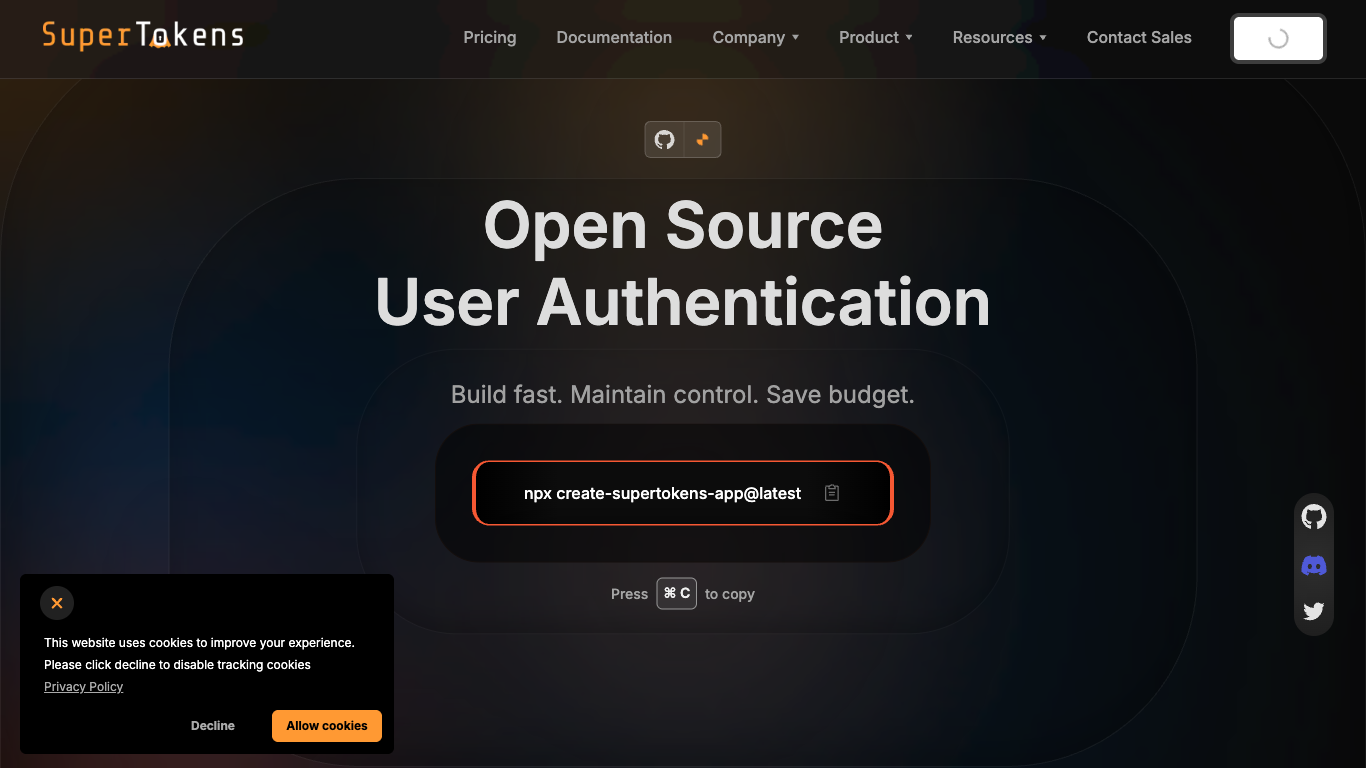 SuperTokens
Pricing
Documentation
Company
Product
Resources
Contact Sales
Open Source
User Authentication
Build fast. Maintain control. Save budget.
npx create-supertokens-app@latest
Press ⌘ C to copy
This website uses cookies to improve your experience.
Please click decline to disable tracking cookies
Privacy Policy
Decline
Allow cookies